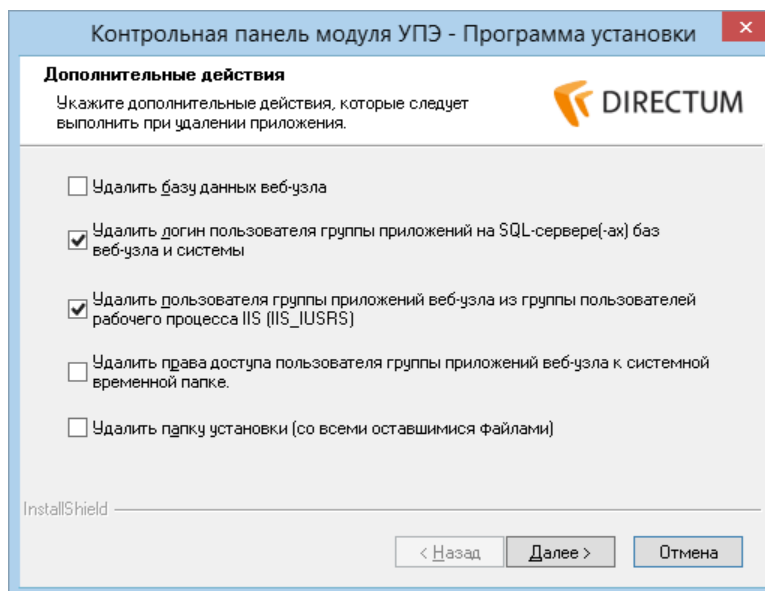 Контрольная панель модуля УПЭ - Программа установки
Дополнительные действия
Укажите дополнительные действия, которые следует
выполнить при удалении приложения.
DIRECTUM
Удалить базу данных веб-узла
Удалить логин пользователя группы приложений на SQL-сервере(-ах) баз
веб-узла и системы
Удалить пользователя группы приложений веб-узла из группы пользователей
рабочего процесса IIS (IIS_IUSRS)
Удалить права доступа пользователя группы приложений веб-узла к системной
временной папке.
Удалить папку установки (со всеми оставшимися файлами)
InstallShield
< Назад
Далее >
Отмена